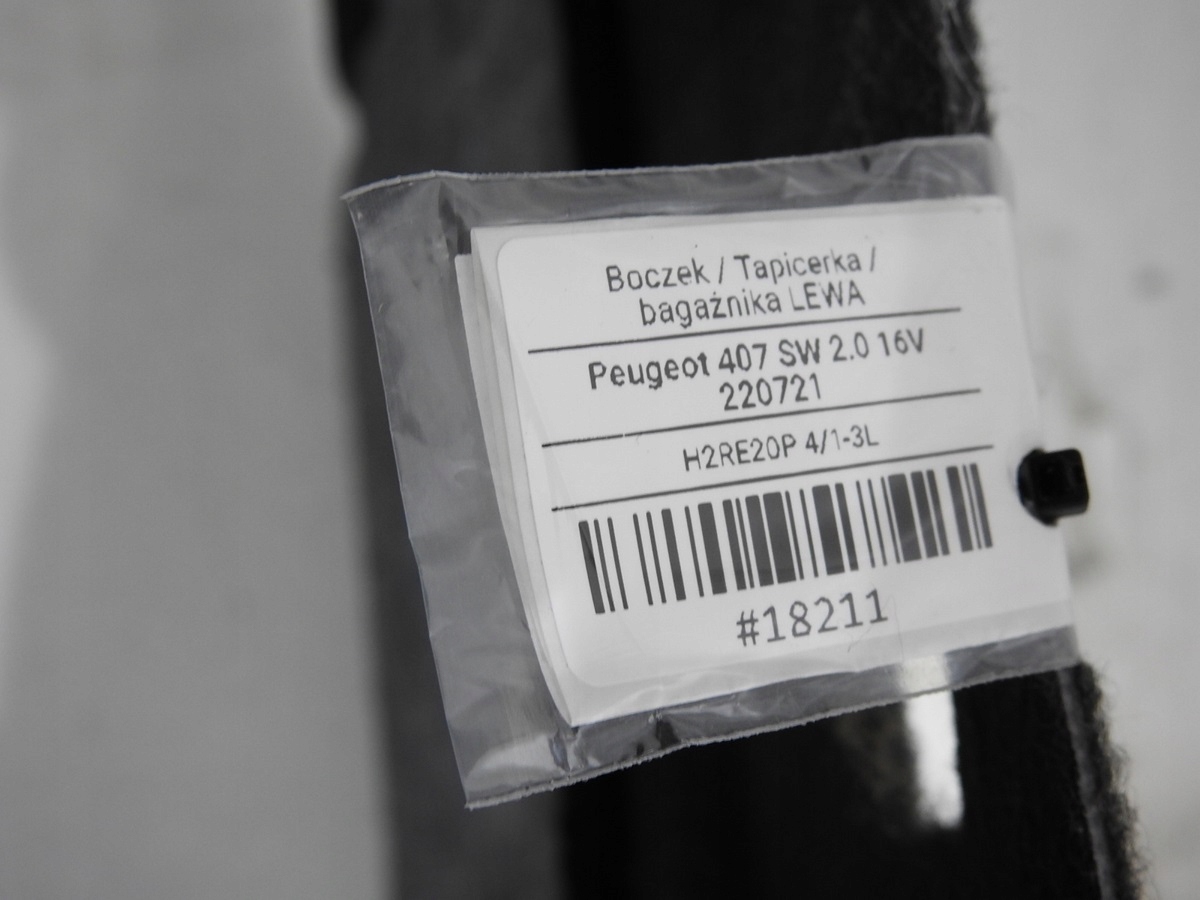 Boczek / Tapicerka /
bagażnika LEWA
Peugeot 407 SW 2.0 16V
220721
H2RE20P 4/1-3L
#18211